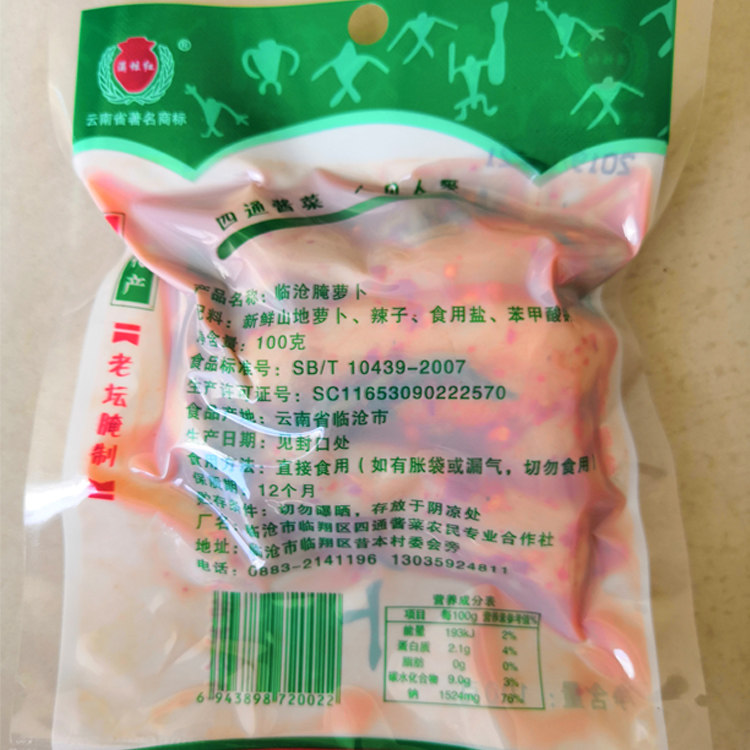 满坛红
®
云南省著名商标
四通酱菜
产品名称：临沧腌萝卜
配料：新鲜山地萝卜、辣子、食用盐、苯甲酸
净含量：100克
食品标准号：SB/T 10439-2007
生产许可证号：SC11653090222570
食品产地：云南省临沧市
生产日期：见封口处
食用方法：直接食用（如有胀袋或漏气，切勿食用）
保质期：12个月
贮存条件：切勿曝晒，存放于阴凉处
厂名：临沧市临翔区四通酱菜农民专业合作社
地址：临沧市临翔区昔本村委会旁
电话：0883-2141196 13035924811
产
老坛腌制
6 943898 720022
营养成分表
项目 每100g 营养素参考值%
能量 193kJ 2%
蛋白质 2.1g 4%
脂肪 0g 0%
碳水化合物 9.0g 3%
钠 1524mg 76%